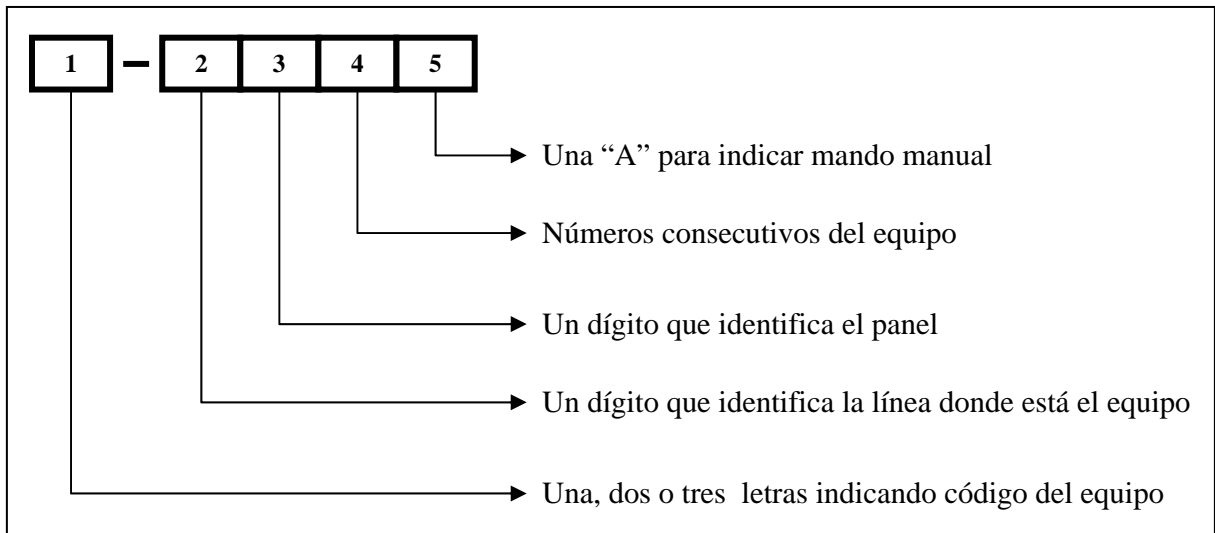 1 – 2 3 4 5
Una “A” para indicar mando manual
Números consecutivos del equipo
Un dígito que identifica el panel
Un dígito que identifica la línea donde está el equipo
Una, dos o tres letras indicando código del equipo